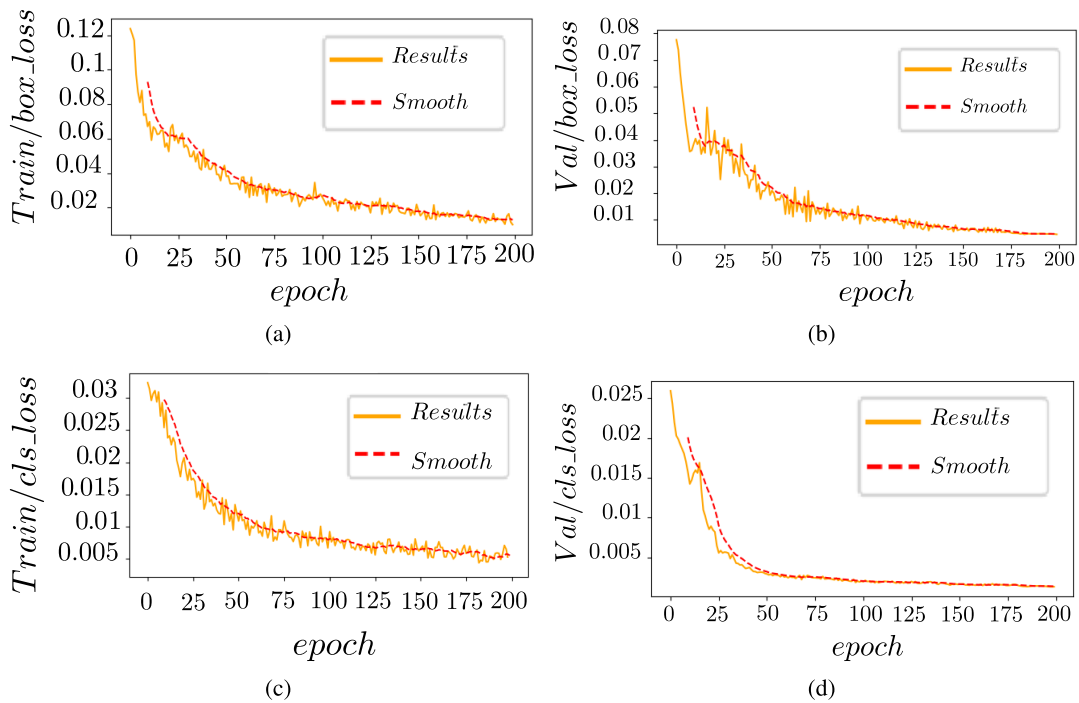 Train/box_loss
0.12
0.1
0.08
0.06
0.04
0.02
Results
Smooth
0 25 50 75 100 125 150 175 200
epoch
(a)
Val/box_loss
0.08
0.07
0.06
0.05
0.04
0.03
0.02
0.01
Results
Smooth
0 25 50 75 100 125 150 175 200
epoch
(b)
Train/cls_loss
0.03
0.025
0.02
0.015
0.01
0.005
Results
Smooth
0 25 50 75 100 125 150 175 200
epoch
(c)
Val/cls_loss
0.025
0.02
0.015
0.01
0.005
Results
Smooth
0 25 50 75 100 125 150 175 200
epoch
(d)